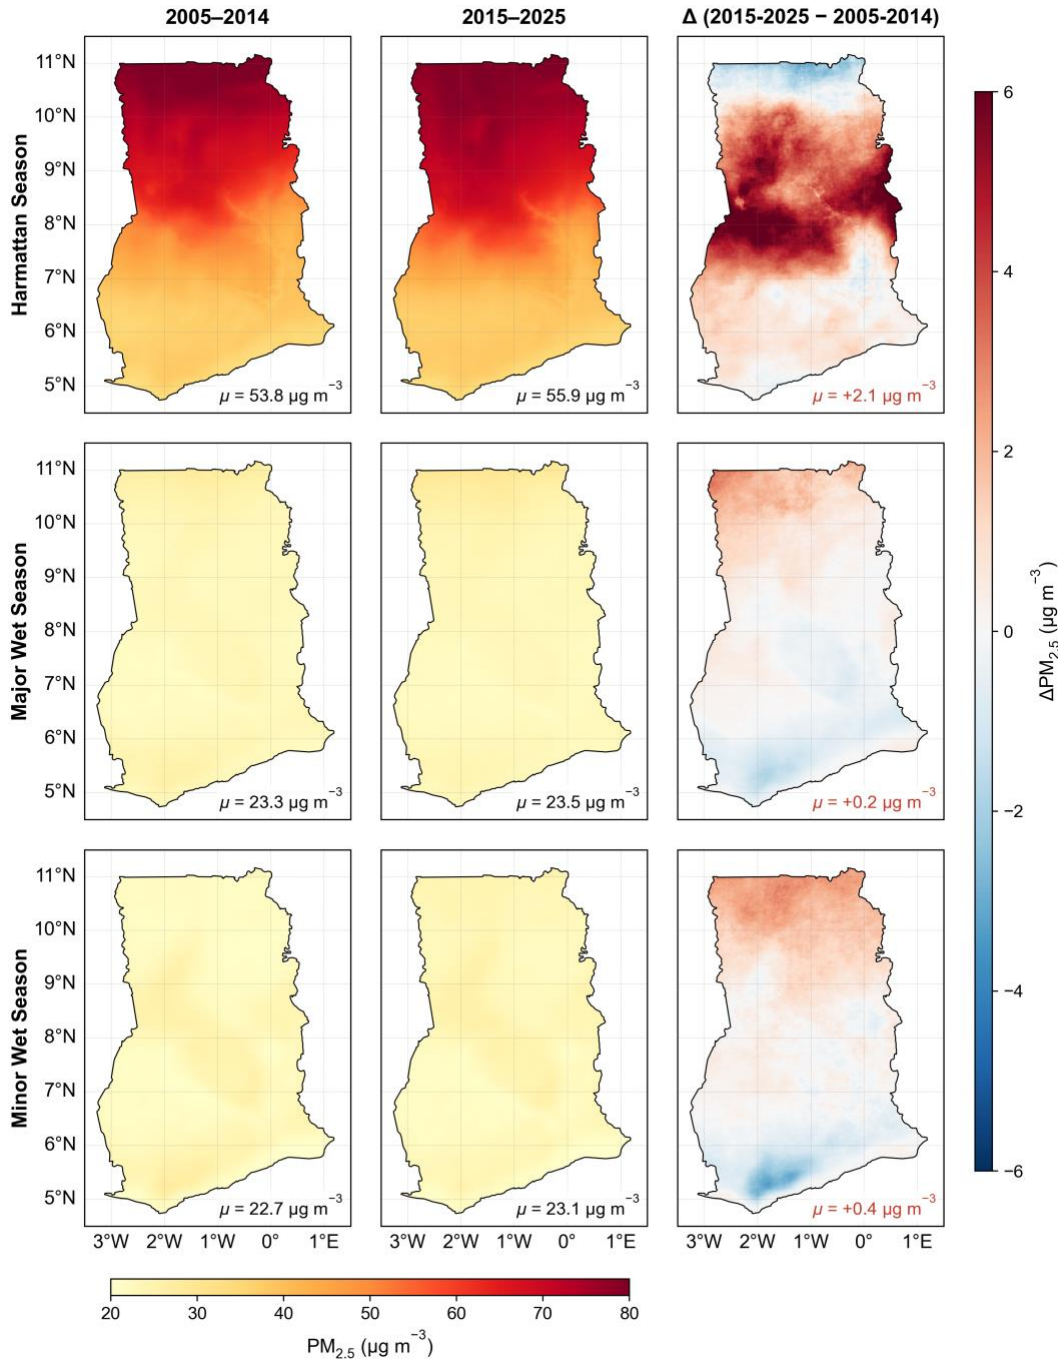 2005–2014
2015–2025
Δ (2015-2025 − 2005-2014)
Harmattan Season
11°N
10°N
9°N
8°N
7°N
6°N
5°N
μ = 53.8 μg m⁻³
μ = 55.9 μg m⁻³
μ = +2.1 μg m⁻³
Major Wet Season
11°N
10°N
9°N
8°N
7°N
6°N
5°N
μ = 23.3 μg m⁻³
μ = 23.5 μg m⁻³
μ = +0.2 μg m⁻³
Minor Wet Season
11°N
10°N
9°N
8°N
7°N
6°N
5°N
μ = 22.7 μg m⁻³
μ = 23.1 μg m⁻³
μ = +0.4 μg m⁻³
3°W 2°W 1°W 0° 1°E
3°W 2°W 1°W 0° 1°E
3°W 2°W 1°W 0° 1°E
6
4
2
0
−2
−4
−6
ΔPM₂.₅ (μg m⁻³)
20 30 40 50 60 70 80
PM₂.₅ (μg m⁻³)